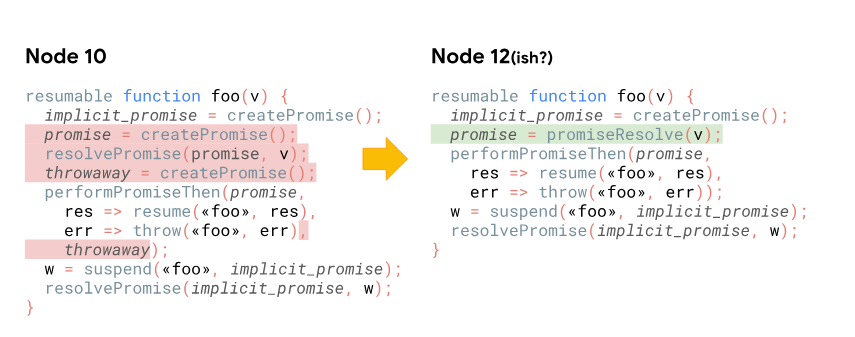 Node 10
resumable function foo(v) {
  implicit_promise = createPromise();
  promise = createPromise();
  resolvePromise(promise, v);
  throwaway = createPromise();
  performPromiseThen(promise,
    res => resume(«foo», res),
    err => throw(«foo», err),
    throwaway);
  w = suspend(«foo», implicit_promise);
  resolvePromise(implicit_promise, w);
}
Node 12(ish?)
resumable function foo(v) {
  implicit_promise = createPromise();
  promise = promiseResolve(v);
  performPromiseThen(promise,
    res => resume(«foo», res),
    err => throw(«foo», err));
  w = suspend(«foo», implicit_promise);
  resolvePromise(implicit_promise, w);
}